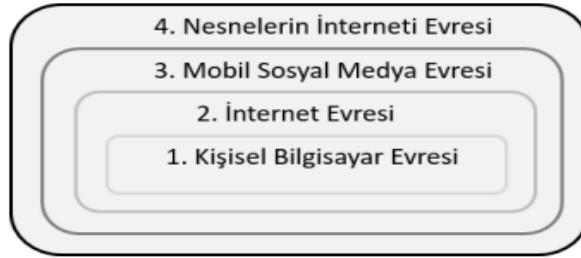 4. Nesnelerin İnterneti Evresi
3. Mobil Sosyal Medya Evresi
2. İnternet Evresi
1. Kişisel Bilgisayar Evresi